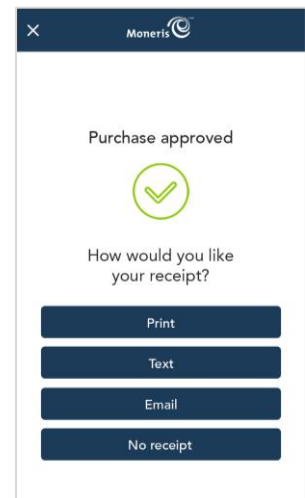 Moneris
Purchase approved
How would you like
your receipt?
Print
Text
Email
No receipt